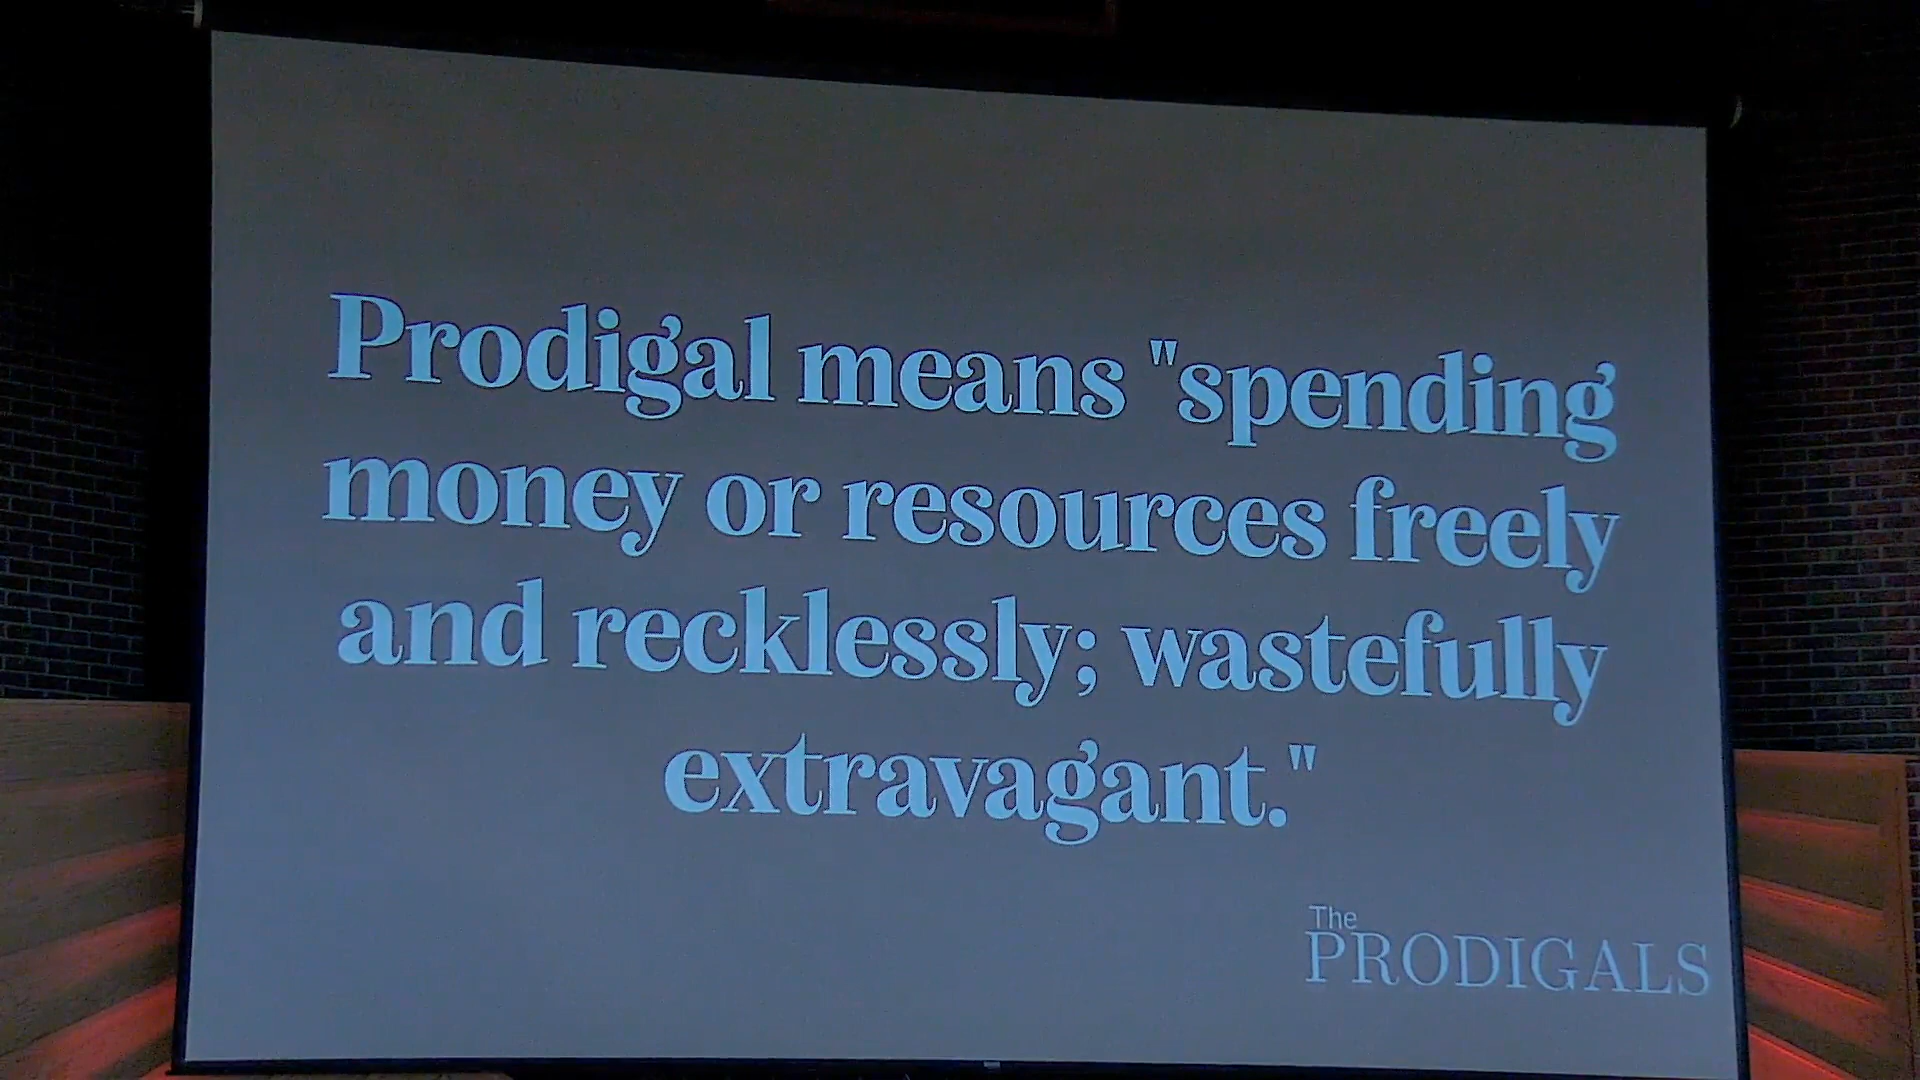 Prodigal means "spending
money or resources freely
and recklessly; wastefully
extravagant."
The
PRODIGALS